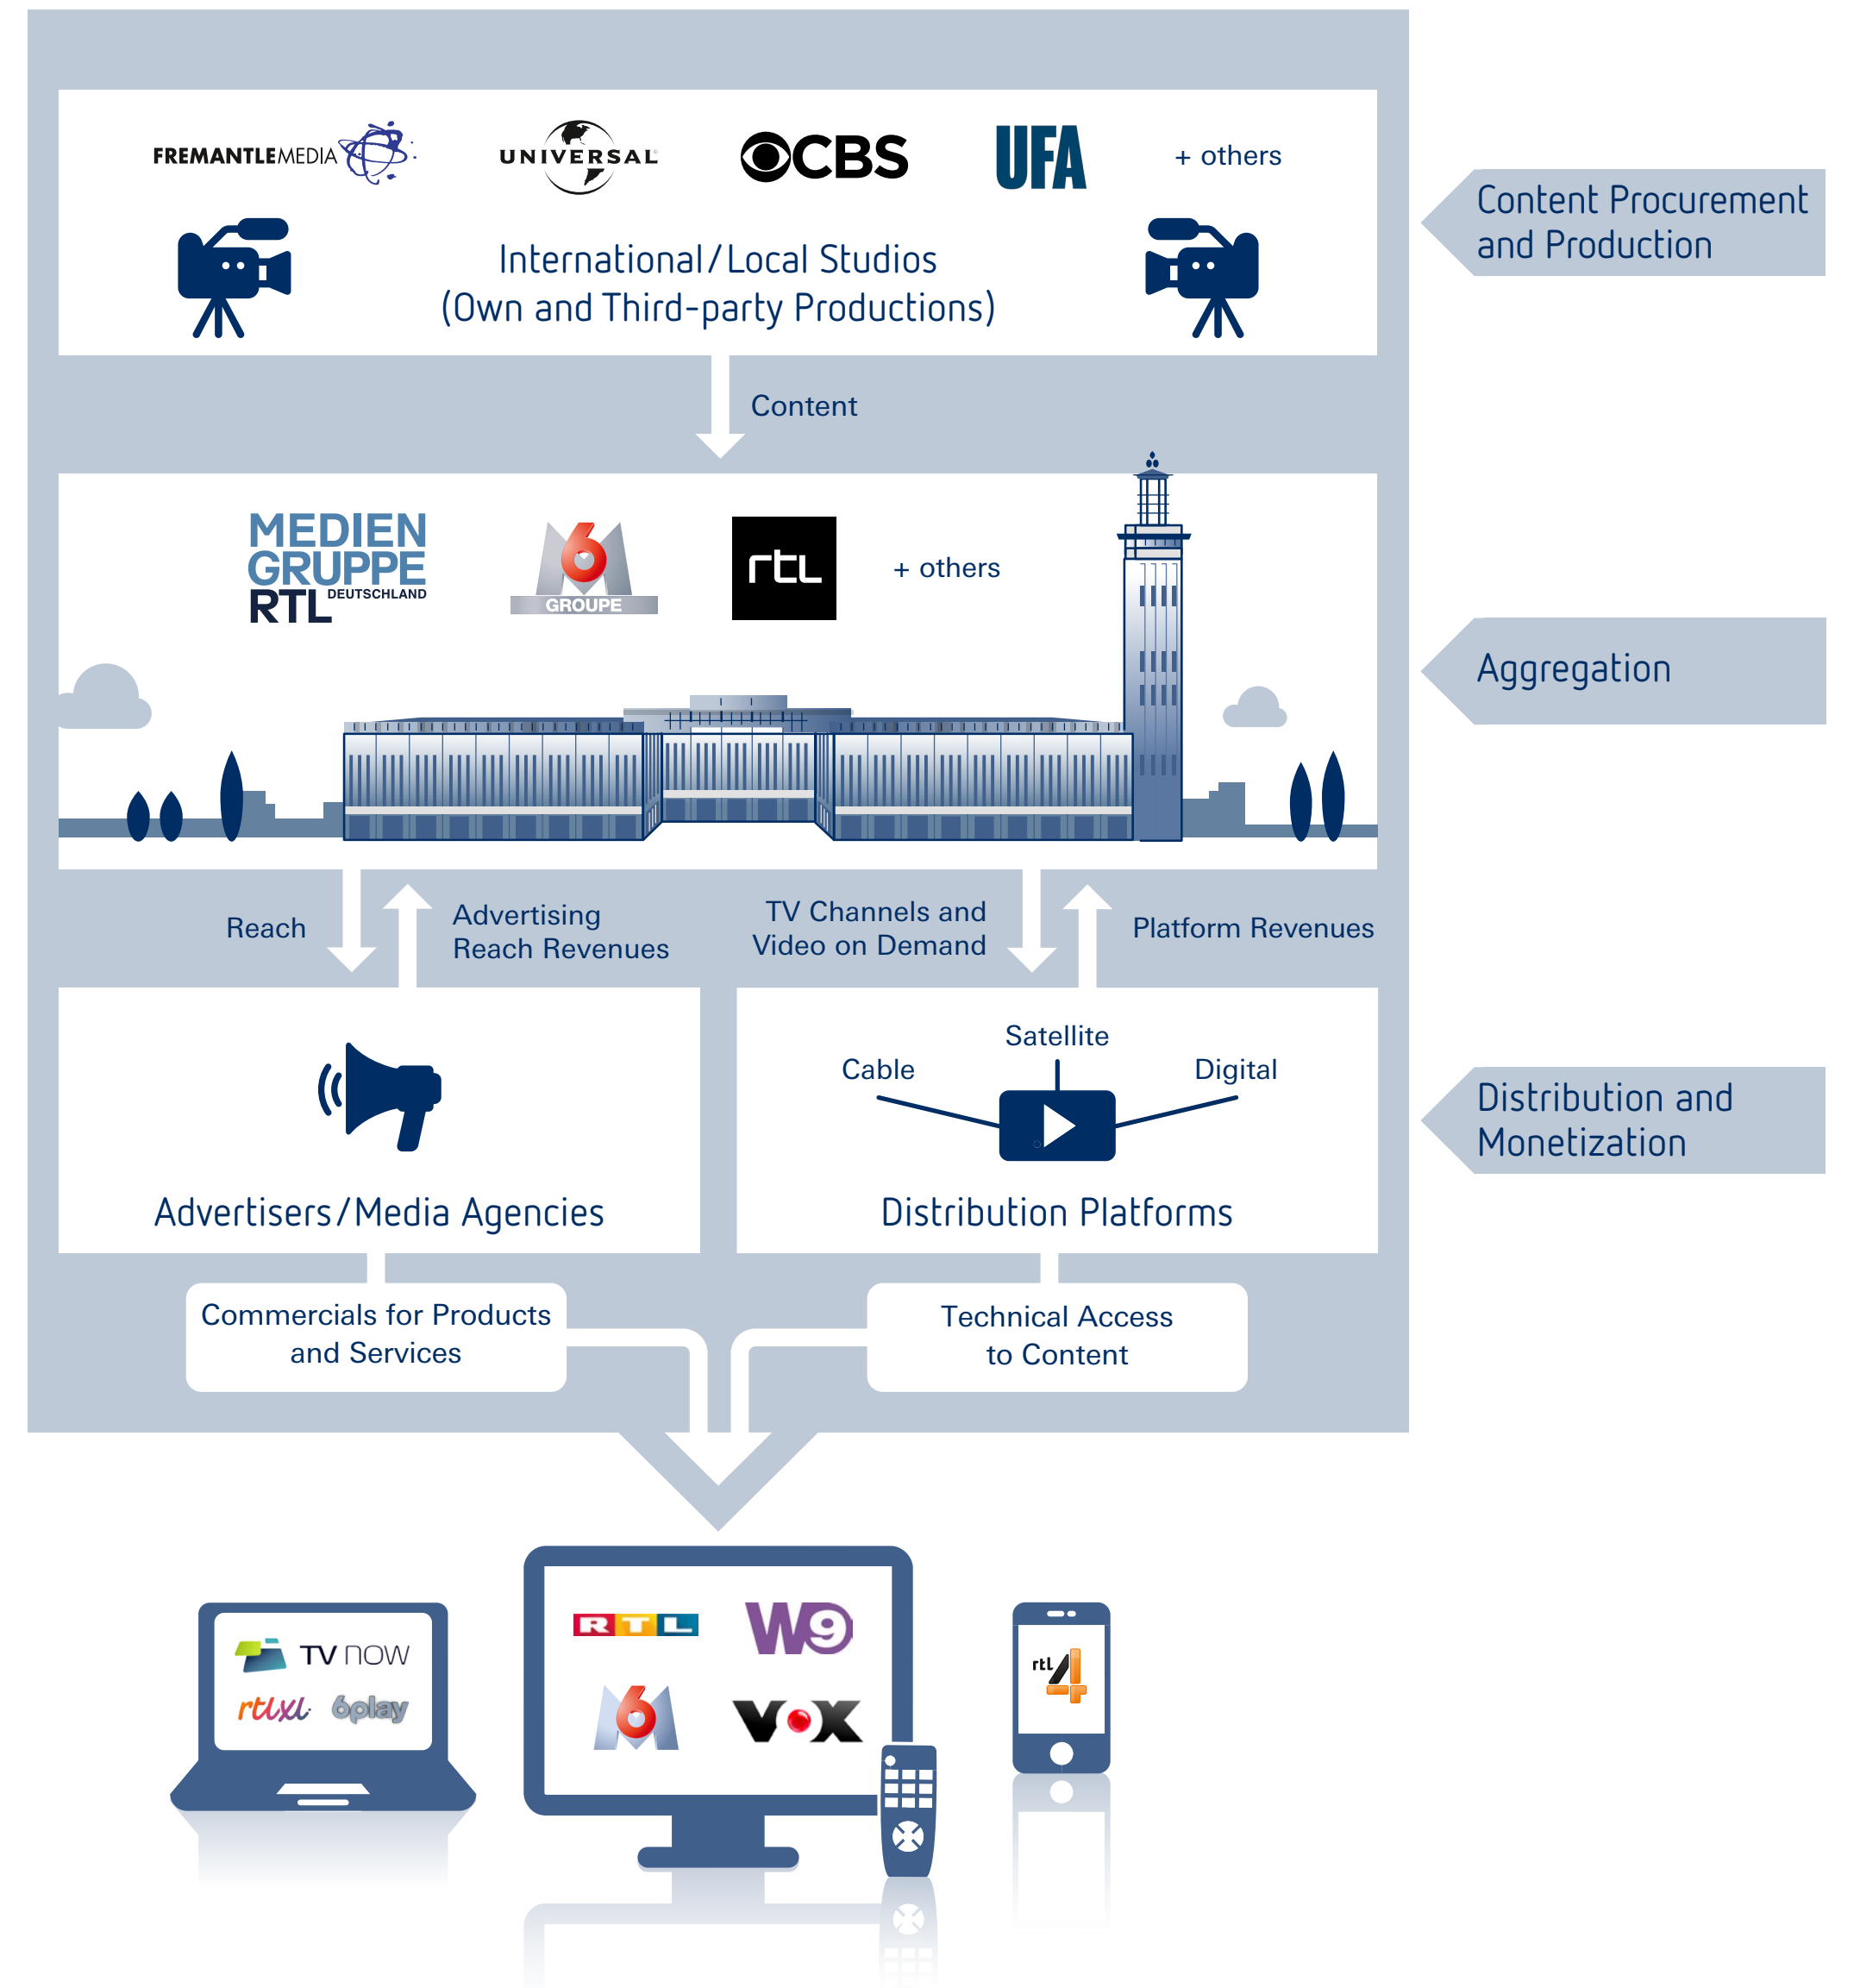 FREMANTLEMEDIA
UNIVERSAL
CBS
UFA
+ others
International/Local Studios
(Own and Third-party Productions)
Content Procurement
and Production
Content
MEDIEN
GRUPPE
RTL DEUTSCHLAND
M6
GROUPE
rtl
+ others
Aggregation
Reach
Advertising
Reach Revenues
TV Channels and
Video on Demand
Platform Revenues
Cable
Satellite
Digital
Advertisers/Media Agencies
Distribution Platforms
Distribution and
Monetization
Commercials for Products
and Services
Technical Access
to Content
TV NOW
rtlxl
6play
RTL
W9
M6
VOX
rtl
4